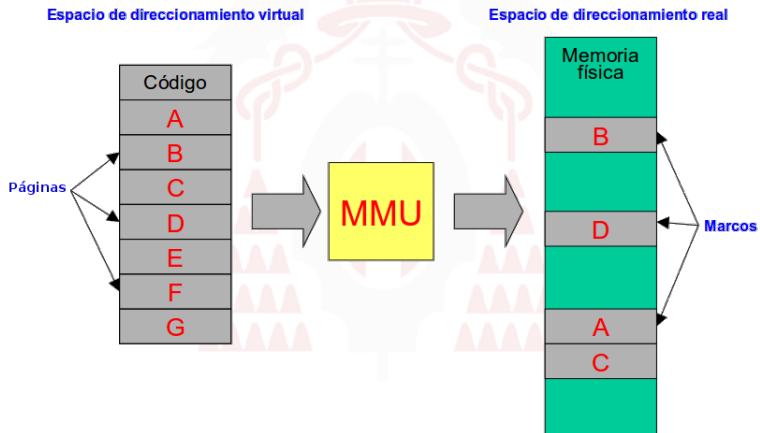 Espacio de direccionamiento virtual
Espacio de direccionamiento real
Código
A
B
C
D
E
F
G
Páginas
MMU
Memoria
física
B
D
A
C
Marcos